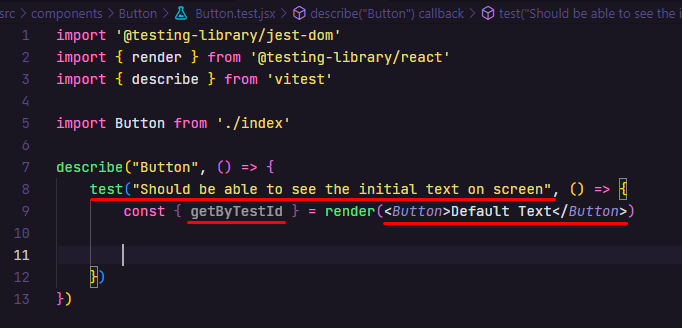 src > components > Button > Button.test.jsx > describe("Button") callback > test("Should be able to see the i
1 import '@testing-library/jest-dom'
2 import { render } from '@testing-library/react'
3 import { describe } from 'vitest'
4
5 import Button from './index'
6
7 describe("Button", () => {
8 test("Should be able to see the initial text on screen", () => {
9 const { getByTestId } = render(<Button>Default Text</Button>)
10
11
12 })
13 })